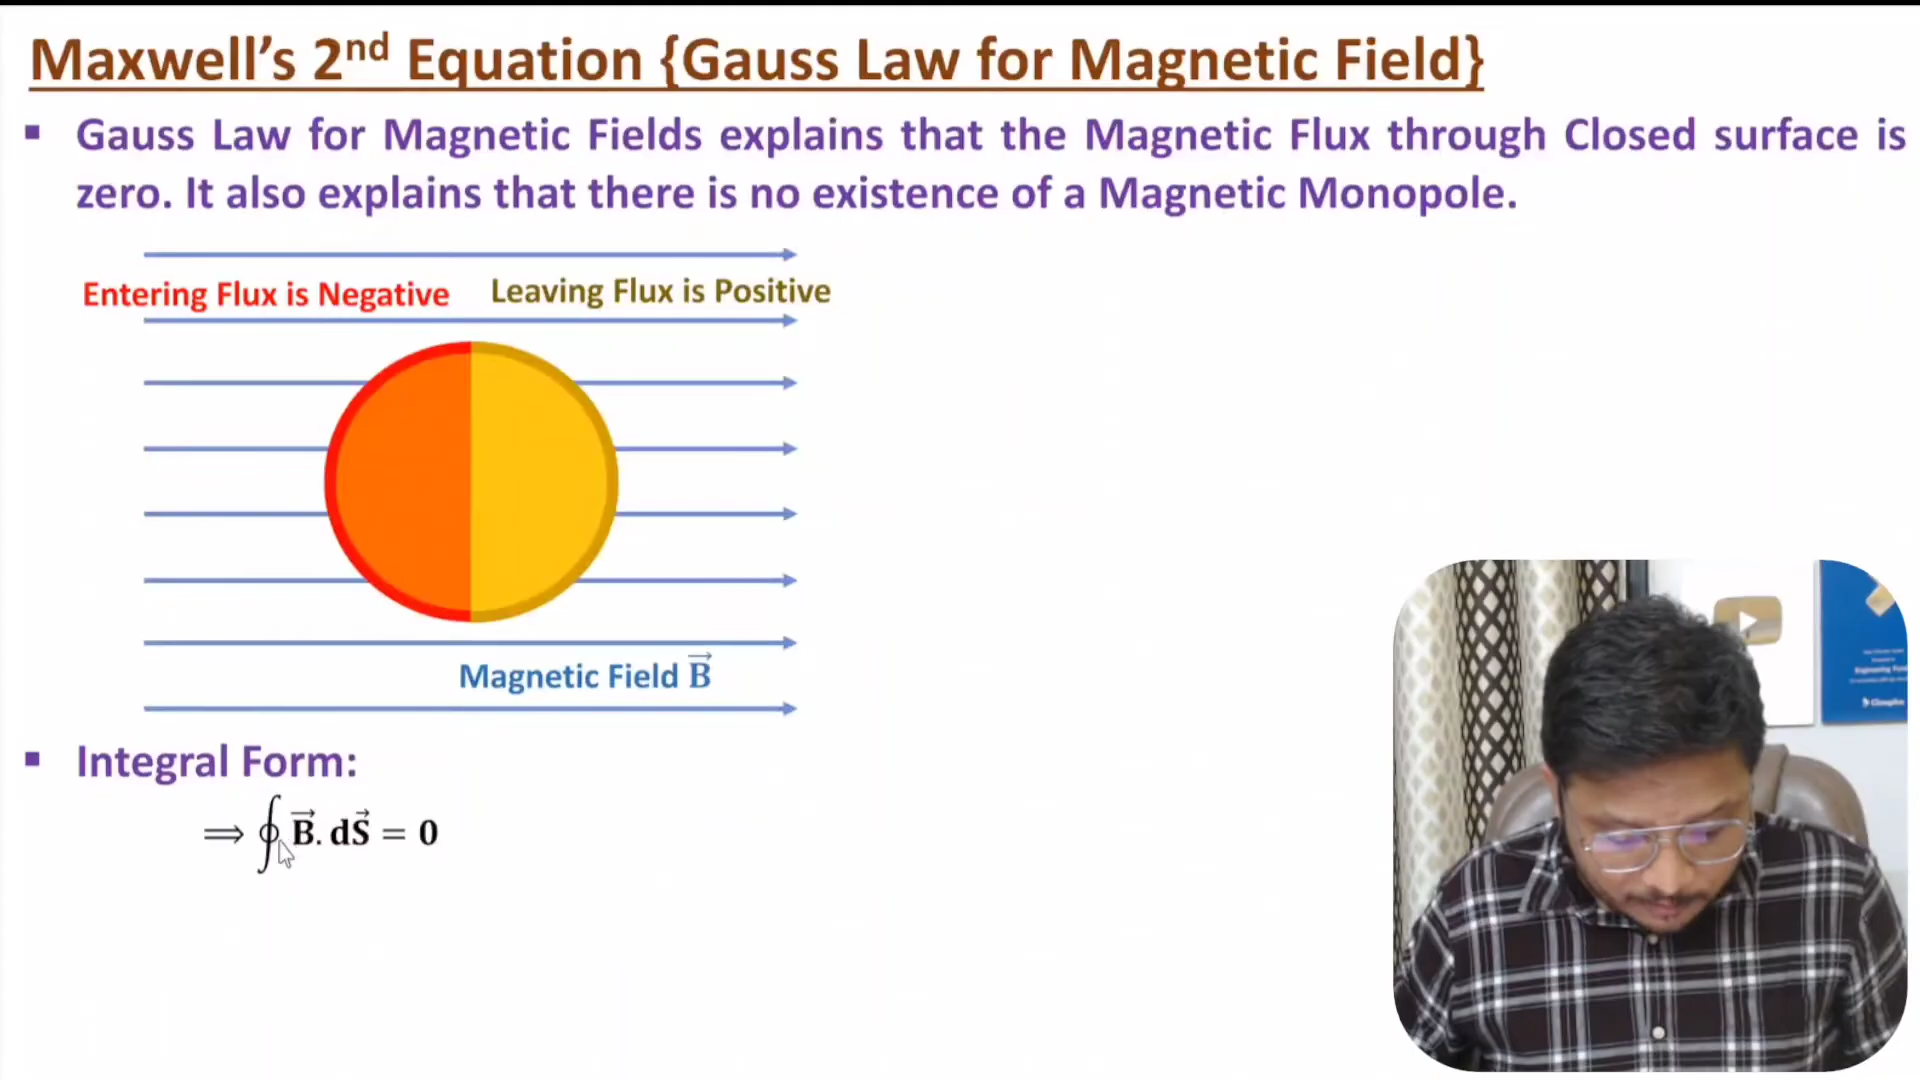 Maxwell's 2nd Equation {Gauss Law for Magnetic Field}
▪ Gauss Law for Magnetic Fields explains that the Magnetic Flux through Closed surface is
zero. It also explains that there is no existence of a Magnetic Monopole.
Entering Flux is Negative Leaving Flux is Positive
Magnetic Field B⃗
▪ Integral Form:
⟹ ∮ B⃗. dS⃗ = 0